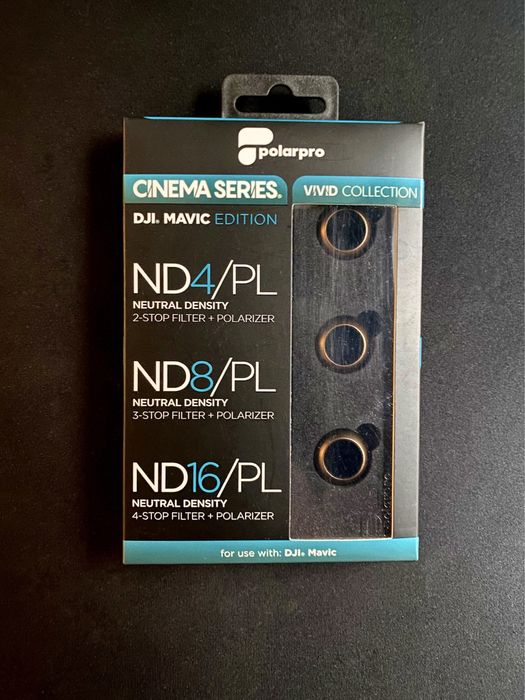 polarpro
CINEMA SERIES®
VIVID COLLECTION
DJI® MAVIC EDITION
ND4/PL
NEUTRAL DENSITY
2-STOP FILTER + POLARIZER
ND8/PL
NEUTRAL DENSITY
3-STOP FILTER + POLARIZER
ND16/PL
NEUTRAL DENSITY
4-STOP FILTER + POLARIZER
for use with: DJI® Mavic